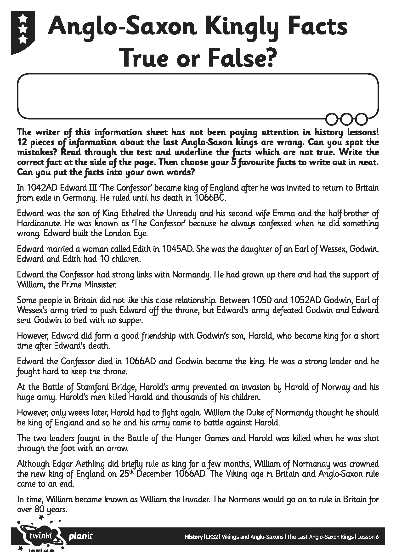 Anglo-Saxon Kingly Facts
True or False?
The writer of this information sheet has not been paying attention in history lessons!
12 pieces of information about the last Anglo-Saxon kings are wrong. Can you spot the
mistakes? Read through the text and underline the facts which are not true. Write the
correct fact at the side of the page. Then choose your 5 favourite facts to write out in neat.
Can you put the facts into your own words?
In 1042AD Edward III 'The Confessor' became king of England after he was invited to return to Britain
from exile in Germany. He ruled until his death in 1066BC.
Edward was the son of King Ethelred the Unready and his second wife Emma and the half-brother of
Hardicanute. He was known as 'The Confessor' because he always confessed when he did something
wrong. Edward built the London Eye.
Edward married a woman called Edith in 1045AD. She was the daughter of an Earl of Wessex, Godwin.
Edward and Edith had 10 children.
Edward the Confessor had strong links with Normandy. He had grown up there and had the support of
William, the Prime Minister.
Some people in Britain did not like this close relationship. Between 1050 and 1052AD Godwin, Earl of
Wessex's army tried to push Edward off the throne, but Edward's army defeated Godwin and Edward
sent Godwin to bed with no supper.
However, Edward did form a good friendship with Godwin's son, Harold, who became king for a short
time after Edward's death.
Edward the Confessor died in 1066AD and Godwin became the king. He was a strong leader and he
fought hard to keep the throne.
At the Battle of Stamford Bridge, Harold's army prevented an invasion by Harald of Norway and his
huge army. Harold's men killed Harald and thousands of his children.
However, only weeks later, Harold had to fight again. William the Duke of Normandy thought he should
be king of England and so he and his army came to battle against Harold.
The two leaders fought in the Battle of the Hunger Games and Harold was killed when he was shot
through the foot with an arrow.
Although Edgar Aethling did briefly rule as king for a few months, William of Normandy was crowned
the new king of England on 25th December 1066AD. The Viking age in Britain and Anglo-Saxon rule
came to an end.
In time, William became known as William the Invader. The Normans would go on to rule in Britain for
over 80 years.
twinkl planit
History | LKS2 | Vikings and Anglo-Saxons | The Last Anglo-Saxon Kings | Lesson 6